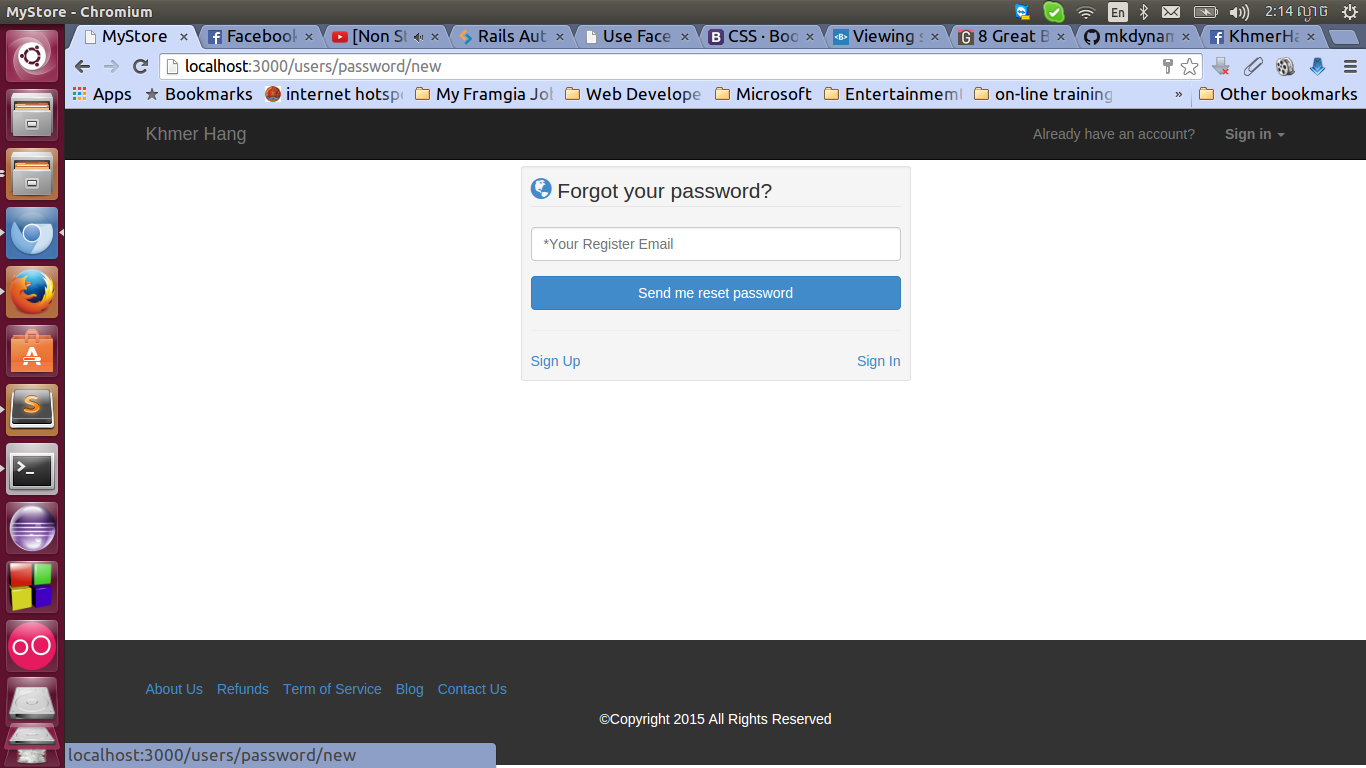 MyStore - Chromium
En
2:14 ល្ងាច
MyStore
Facebook
[Non St
Rails Aut
Use Face
CSS · Boo
Viewing s
8 Great B
mkdynam
KhmerHa
localhost:3000/users/password/new
Apps
Bookmarks
internet hotspo
My Framgia Job
Web Develope
Microsoft
Entertainment
on-line training
»
Other bookmarks
Khmer Hang
Already have an account?
Sign in
Forgot your password?
*Your Register Email
Send me reset password
Sign Up
Sign In
About Us
Refunds
Term of Service
Blog
Contact Us
©Copyright 2015 All Rights Reserved
localhost:3000/users/password/new